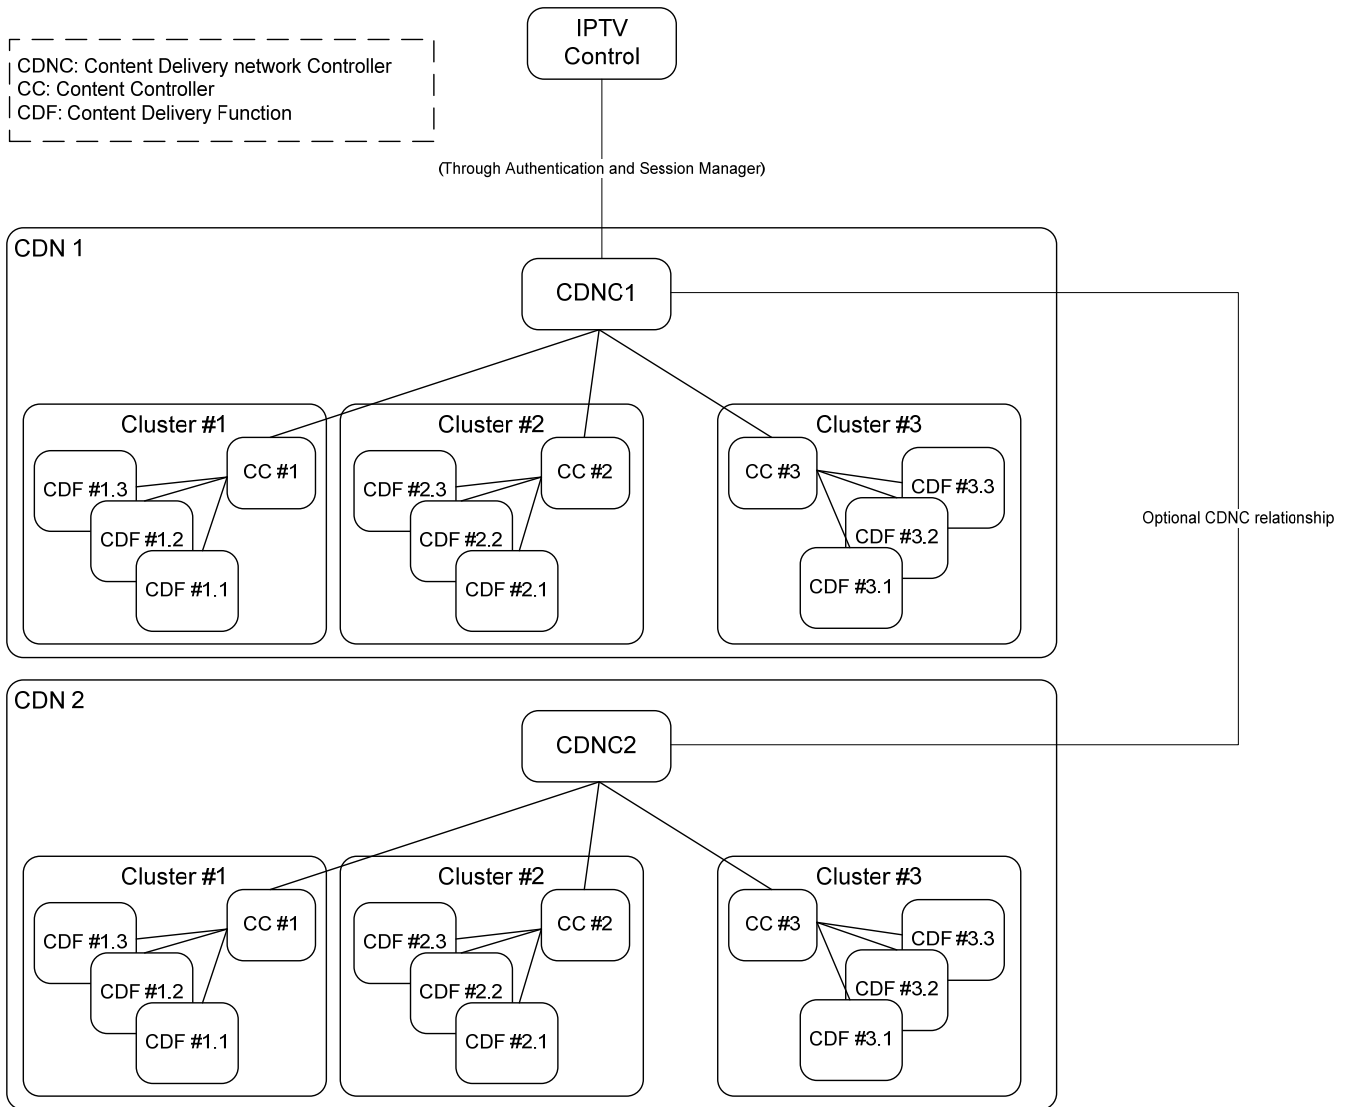 IPTV
Control
CDNC: Content Delivery network Controller
CC: Content Controller
CDF: Content Delivery Function
(Through Authentication and Session Manager)
CDN 1
CDNC1
Cluster #1
CC #1
CDF #1.3
CDF #1.2
CDF #1.1
Cluster #2
CC #2
CDF #2.3
CDF #2.2
CDF #2.1
Cluster #3
CC #3
CDF #3.3
CDF #3.2
CDF #3.1
Optional CDNC relationship
CDN 2
CDNC2
Cluster #1
CC #1
CDF #1.3
CDF #1.2
CDF #1.1
Cluster #2
CC #2
CDF #2.3
CDF #2.2
CDF #2.1
Cluster #3
CC #3
CDF #3.3
CDF #3.2
CDF #3.1